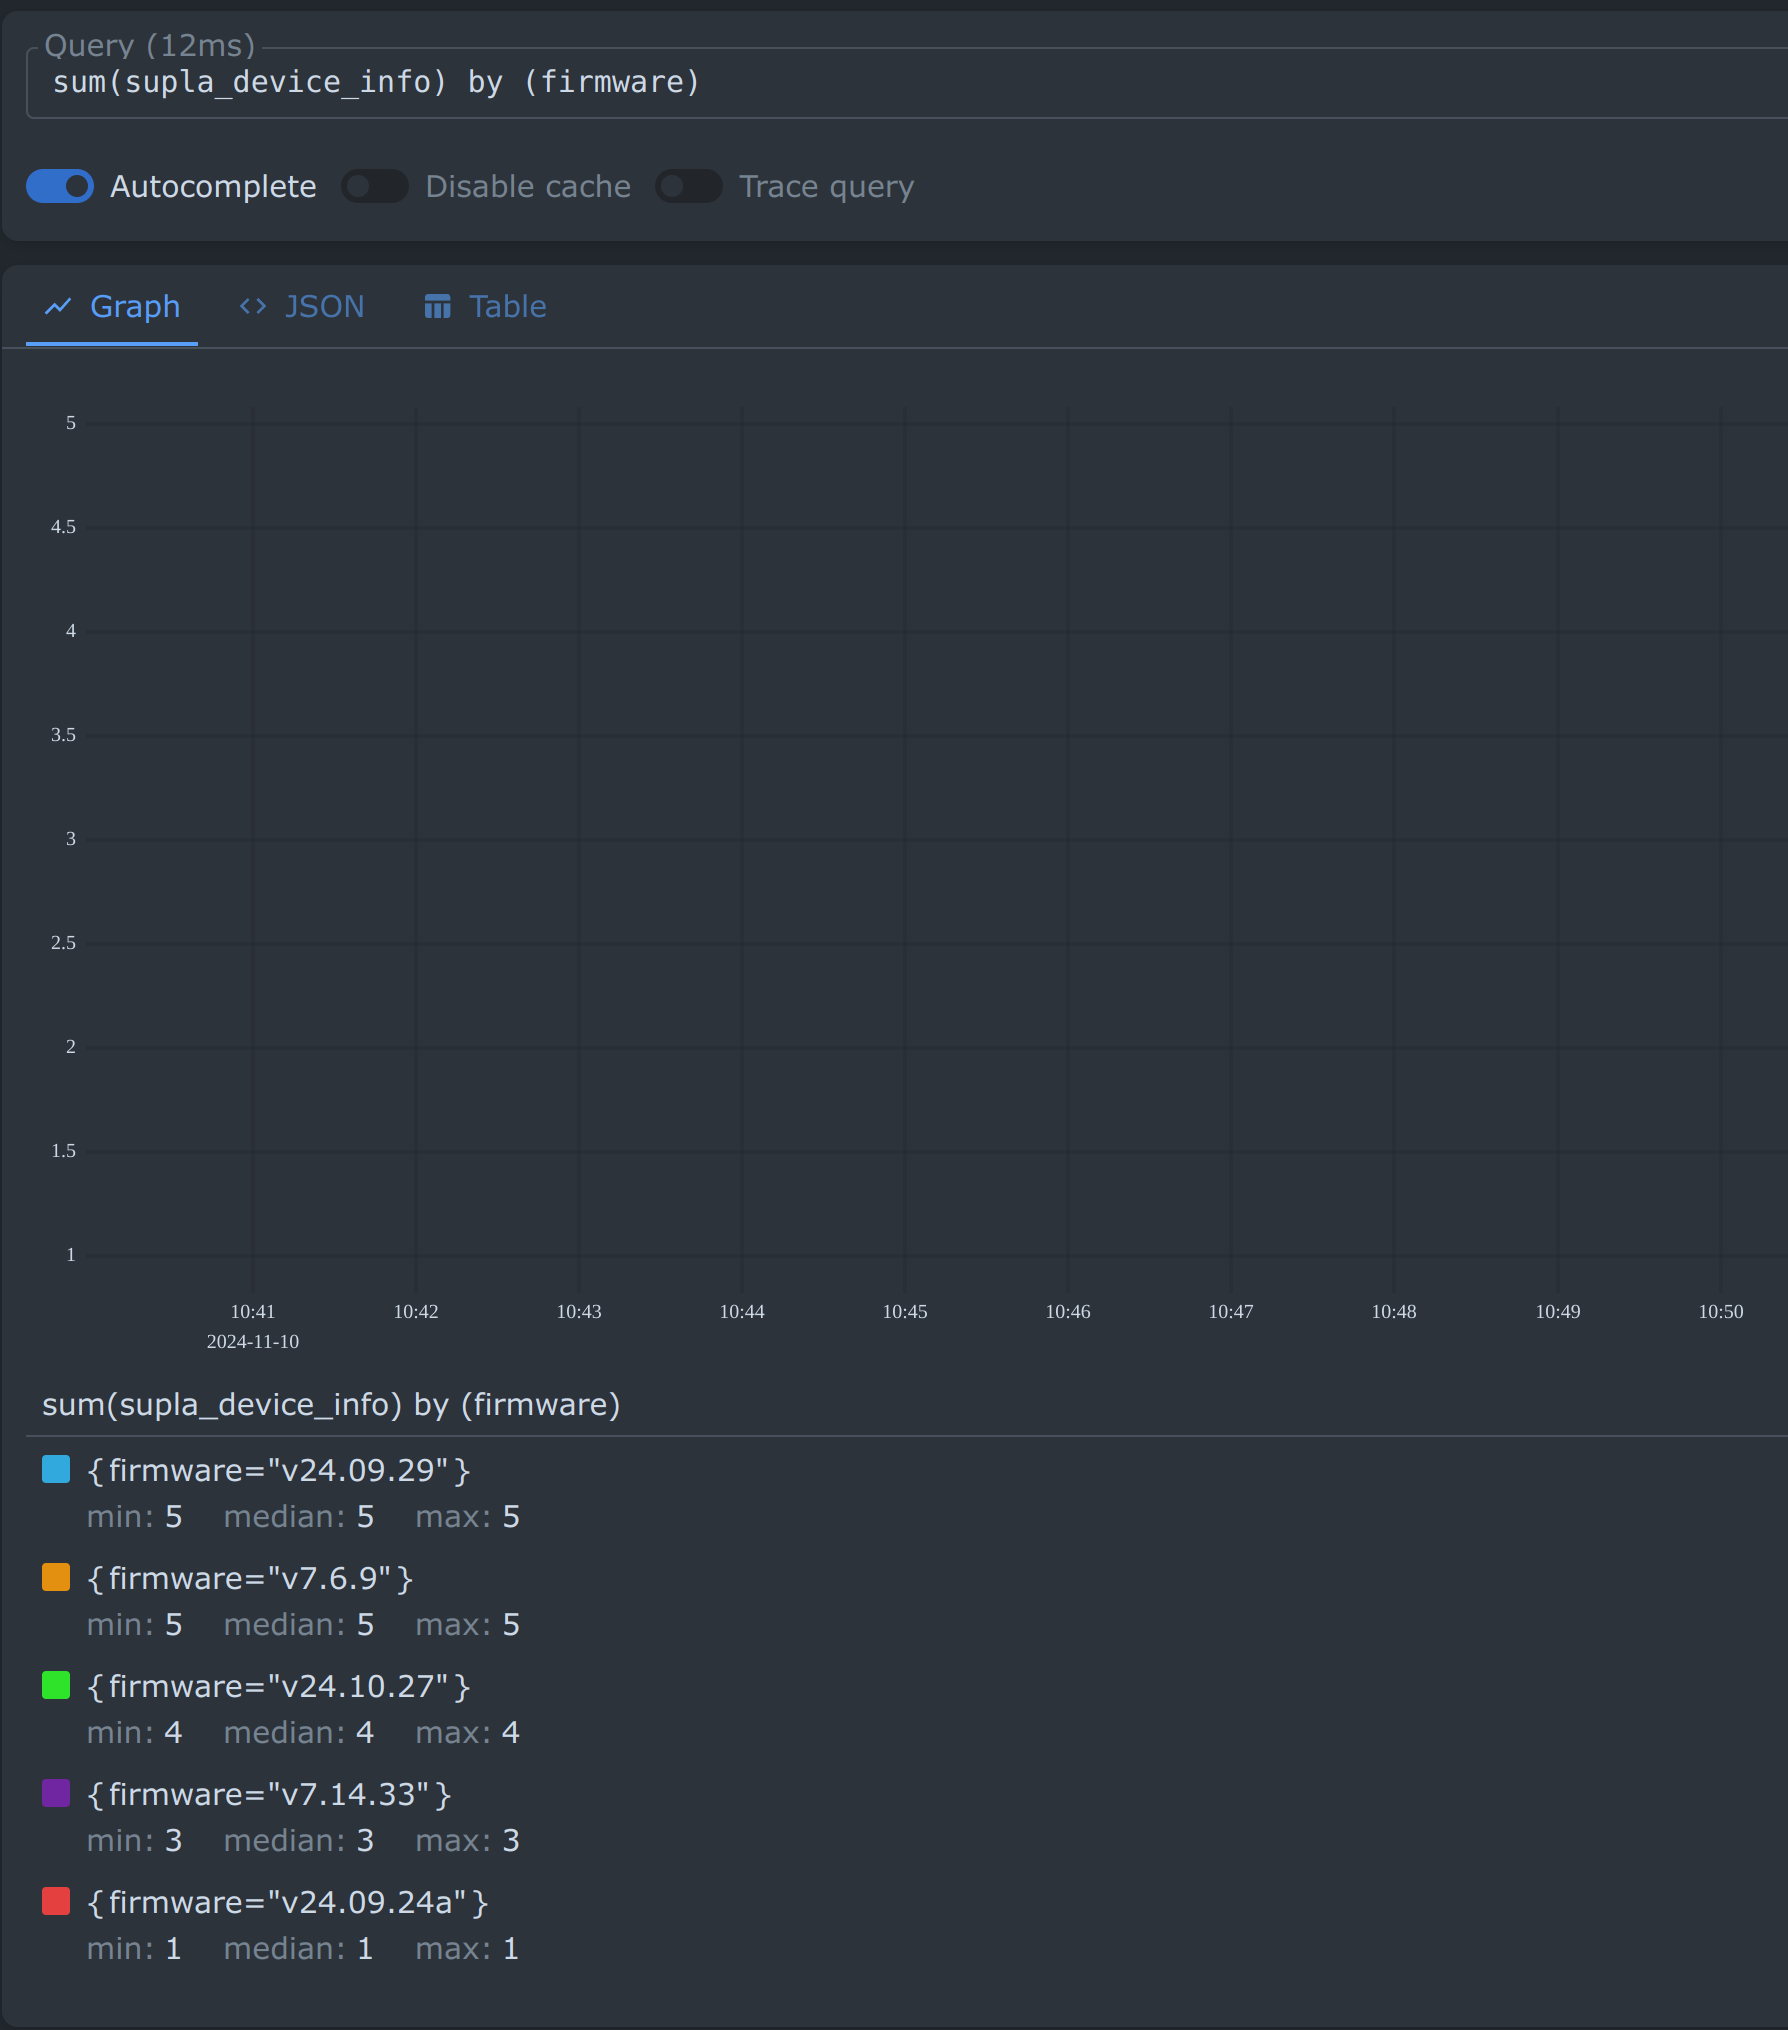 Query (12ms)
sum(supla_device_info) by (firmware)
Autocomplete Disable cache Trace query
Graph JSON Table
5
4.5
4
3.5
3
2.5
2
1.5
1
10:41 10:42 10:43 10:44 10:45 10:46 10:47 10:48 10:49 10:50
2024-11-10
sum(supla_device_info) by (firmware)
{firmware="v24.09.29"}
min: 5 median: 5 max: 5
{firmware="v7.6.9"}
min: 5 median: 5 max: 5
{firmware="v24.10.27"}
min: 4 median: 4 max: 4
{firmware="v7.14.33"}
min: 3 median: 3 max: 3
{firmware="v24.09.24a"}
min: 1 median: 1 max: 1